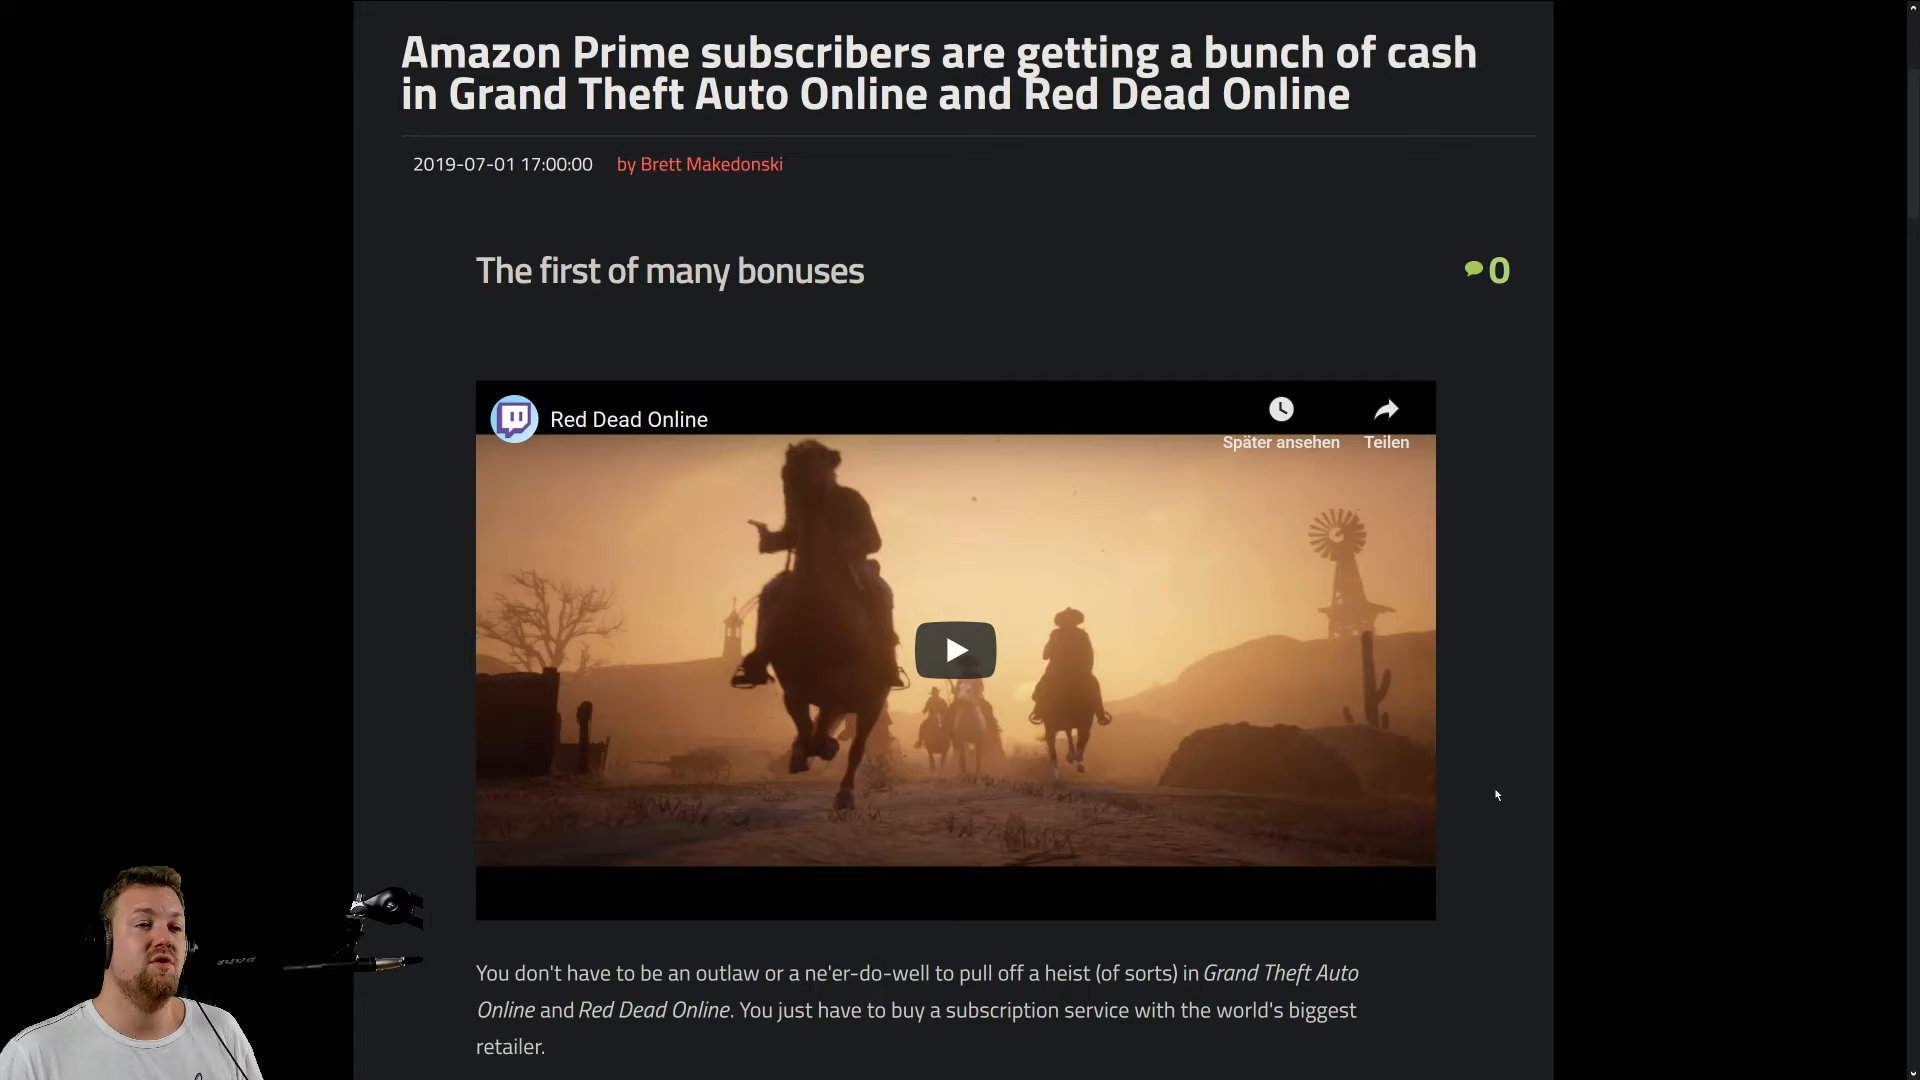 Amazon Prime subscribers are getting a bunch of cash
in Grand Theft Auto Online and Red Dead Online
2019-07-01 17:00:00 by Brett Makedonski
The first of many bonuses
0
Red Dead Online
Später ansehen
Teilen
You don't have to be an outlaw or a ne'er-do-well to pull off a heist (of sorts) in Grand Theft Auto
Online and Red Dead Online. You just have to buy a subscription service with the world's biggest
retailer.